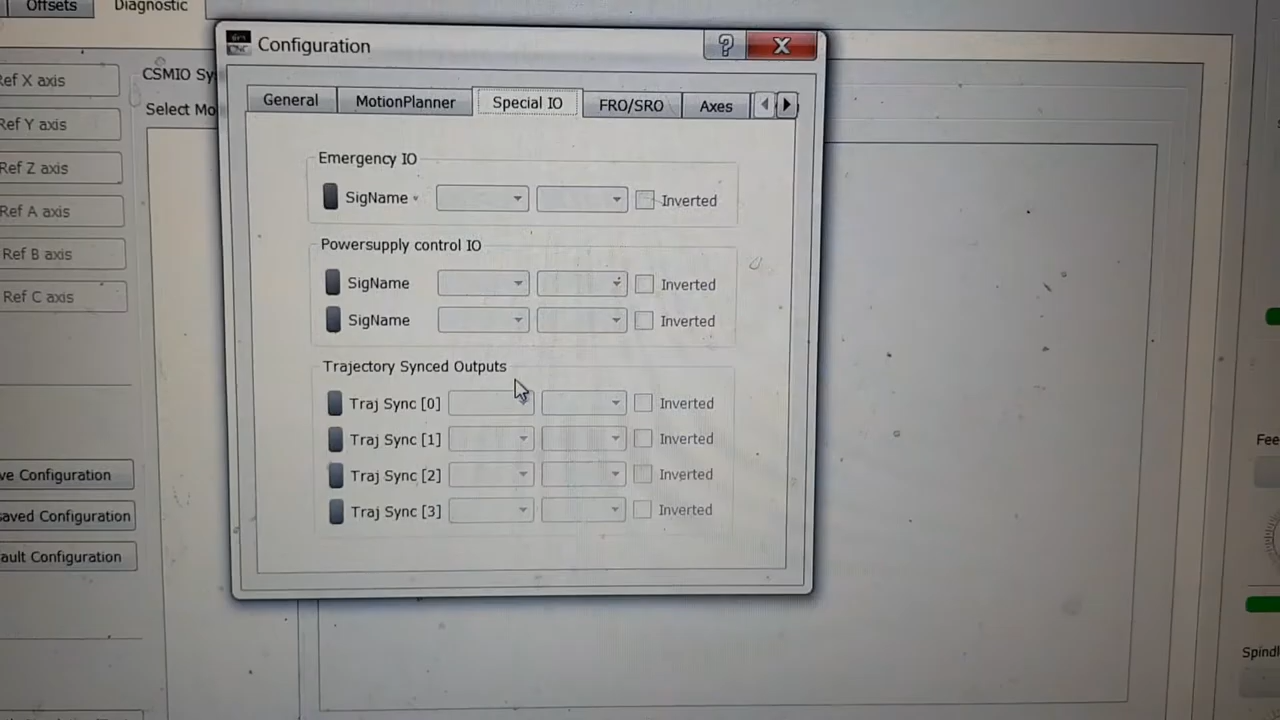 Offsets
Diagnostic
Configuration
Ref X axis
Ref Y axis
Ref Z axis
Ref A axis
Ref B axis
Ref C axis
CSMIO Sy
Select Mo
General
MotionPlanner
Special IO
FRO/SRO
Axes
Emergency IO
SigName
Inverted
Powersupply control IO
SigName
Inverted
SigName
Inverted
Trajectory Synced Outputs
Traj Sync [0]
Inverted
Traj Sync [1]
Inverted
Traj Sync [2]
Inverted
Traj Sync [3]
Inverted
ve Configuration
saved Configuration
ault Configuration
Fee
Spindl